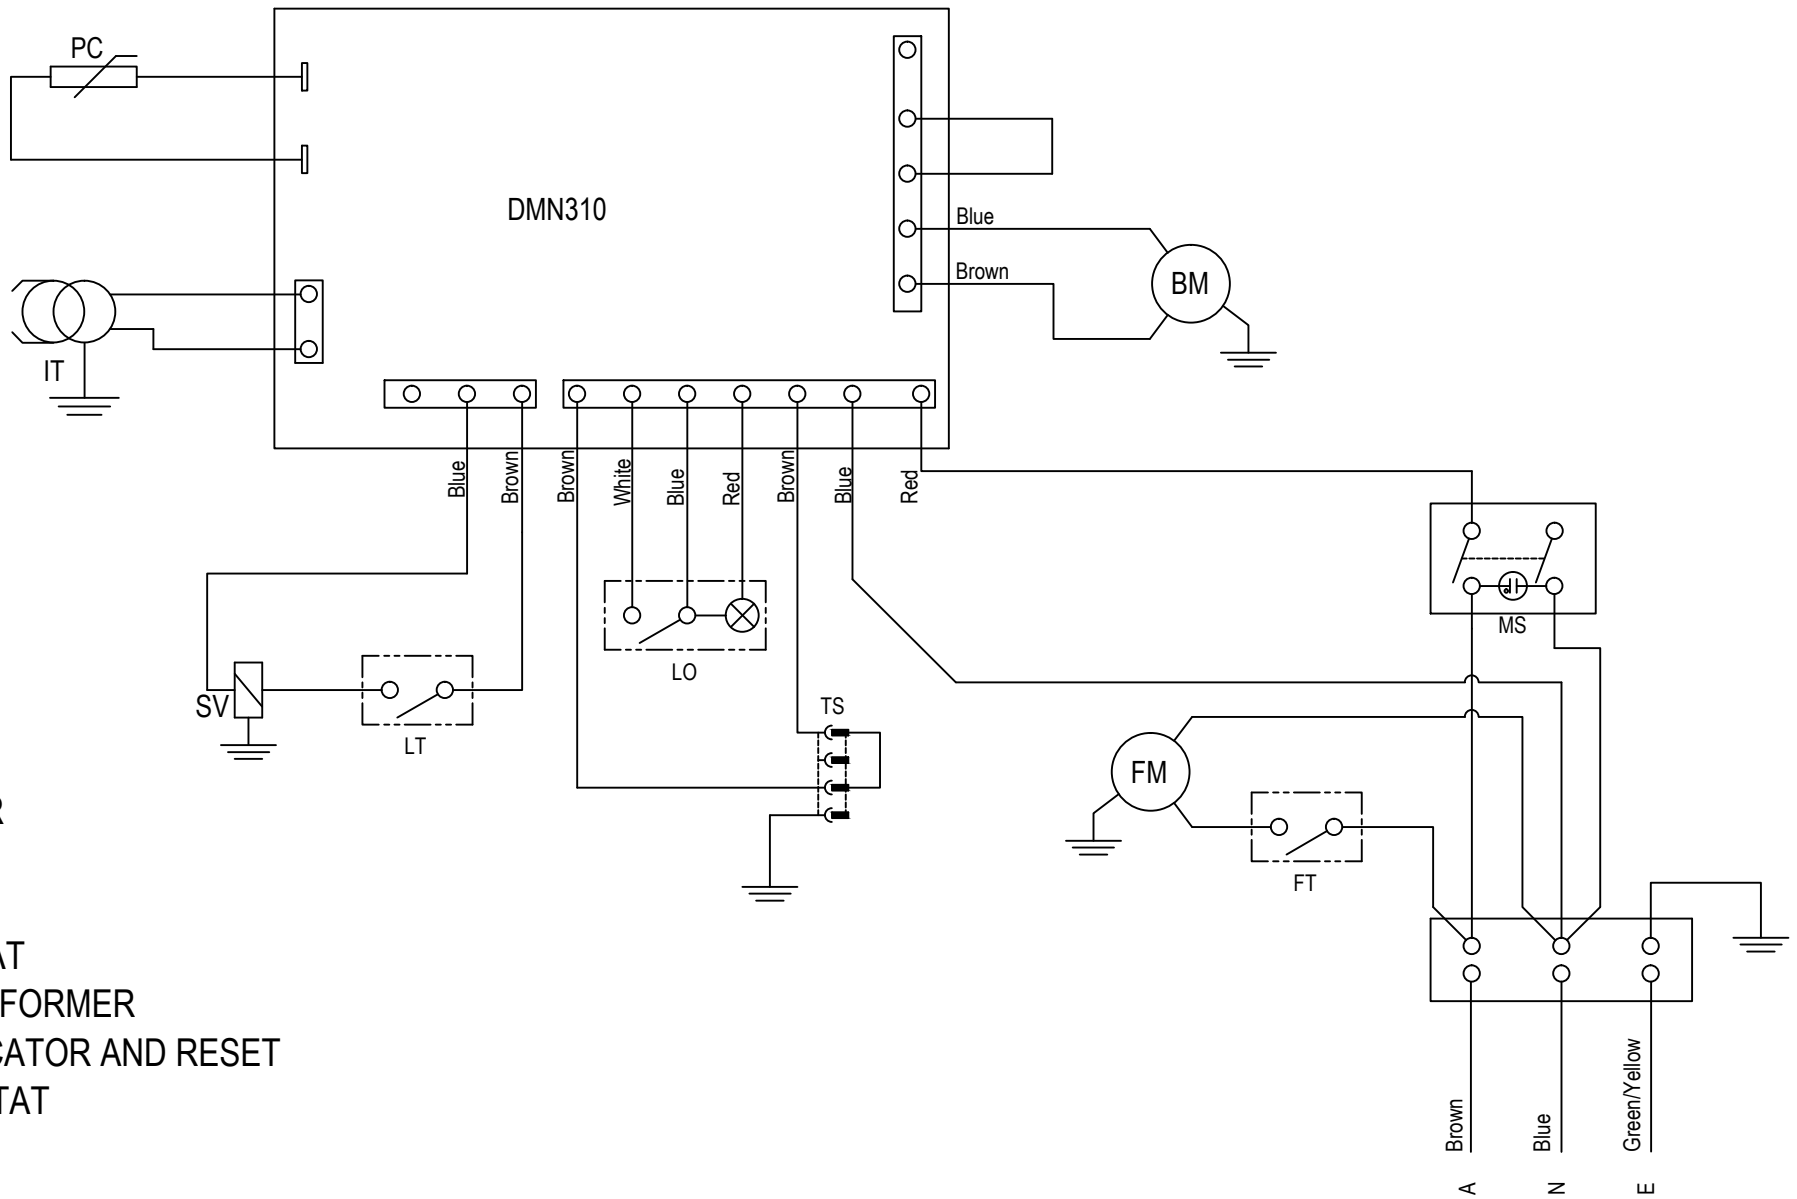 PC
DMN310
Blue
Brown
BM
IT
Blue
Brown
Brown
White
Blue
Red
Brown
Blue
Red
MS
LO
SV
LT
TS
FM
FT
R
AT
FORMER
CATOR AND RESET
TAT
Brown
Blue
Green/Yellow
A
N
E